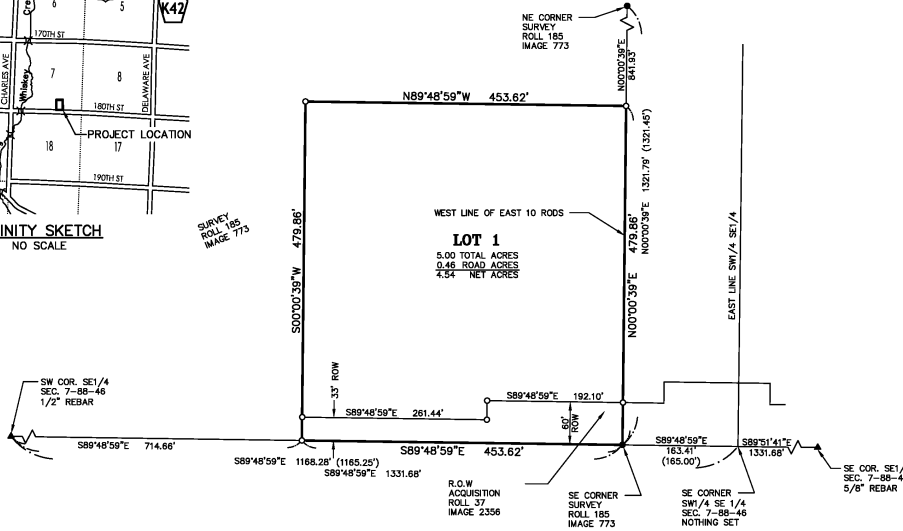 6
5
Cre
K42
170TH ST
CHARLES AVE
Whiskey
7
8
DELAWARE AVE
180TH ST
PROJECT LOCATION
18
17
190TH ST
INITY SKETCH
NO SCALE
SURVEY
ROLL 185
IMAGE 773
NE CORNER
SURVEY
ROLL 185
IMAGE 773
N00°00'39"E
841.93'
N89°48'59"W 453.62'
N00°00'39"E 1321.79' (1321.45')
479.86'
N00°00'39"E
WEST LINE OF EAST 10 RODS
LOT 1
5.00 TOTAL ACRES
0.46 ROAD ACRES
4.54 NET ACRES
S00°00'39"W 479.86'
EAST LINE SW1/4 SE1/4
33' ROW
S89°48'59"E 261.44'
S89°48'59"E 192.10'
60'
ROW
SW COR. SE1/4
SEC. 7-88-46
1/2" REBAR
S89°48'59"E 714.66'
S89°48'59"E 453.62'
S89°48'59"E 1168.28' (1165.25')
S89°48'59"E 1331.68'
S89°48'59"E
163.41'
(165.00')
S89°51'41"E
1331.68'
R.O.W
ACQUISITION
ROLL 37
IMAGE 2356
SE CORNER
SURVEY
ROLL 185
IMAGE 773
SE CORNER
SW1/4 SE 1/4
SEC. 7-88-46
NOTHING SET
SE COR. SE1/
SEC. 7-88-4
5/8" REBAR